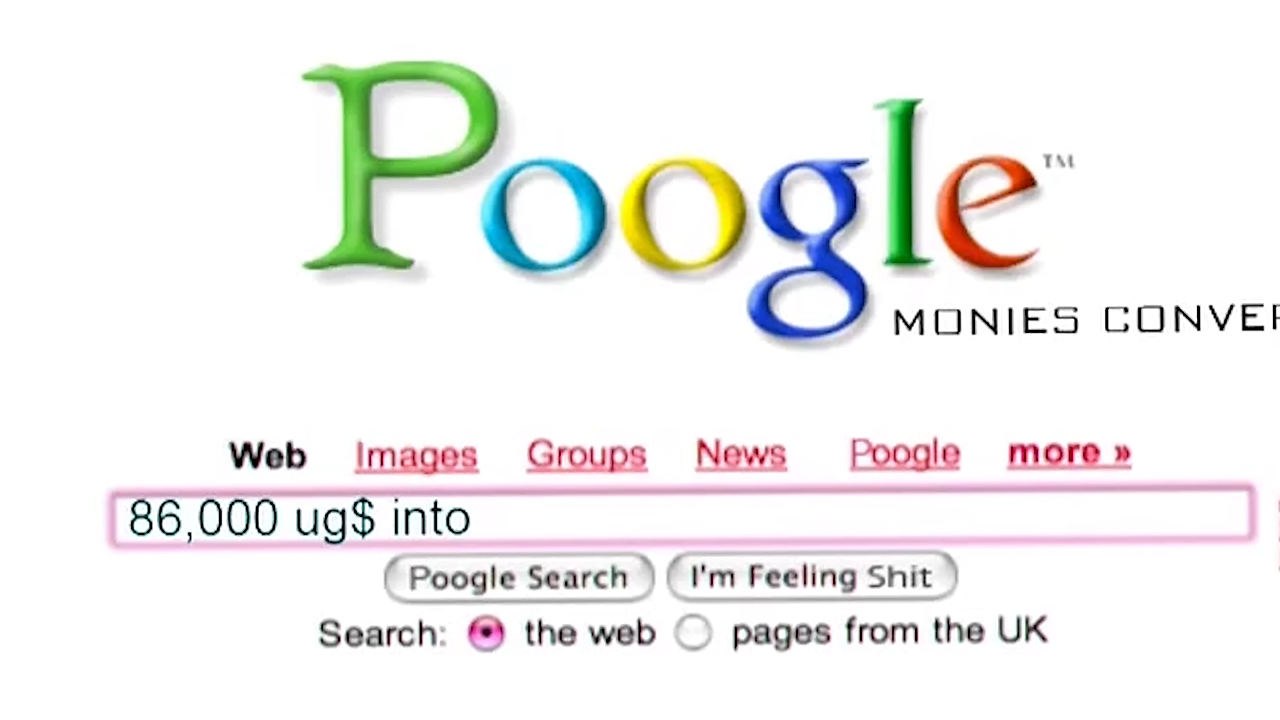 Poogle™
MONIES CONVER
Web Images Groups News Poogle more »
86,000 ug$ into
Poogle Search I'm Feeling Shit
Search: the web pages from the UK